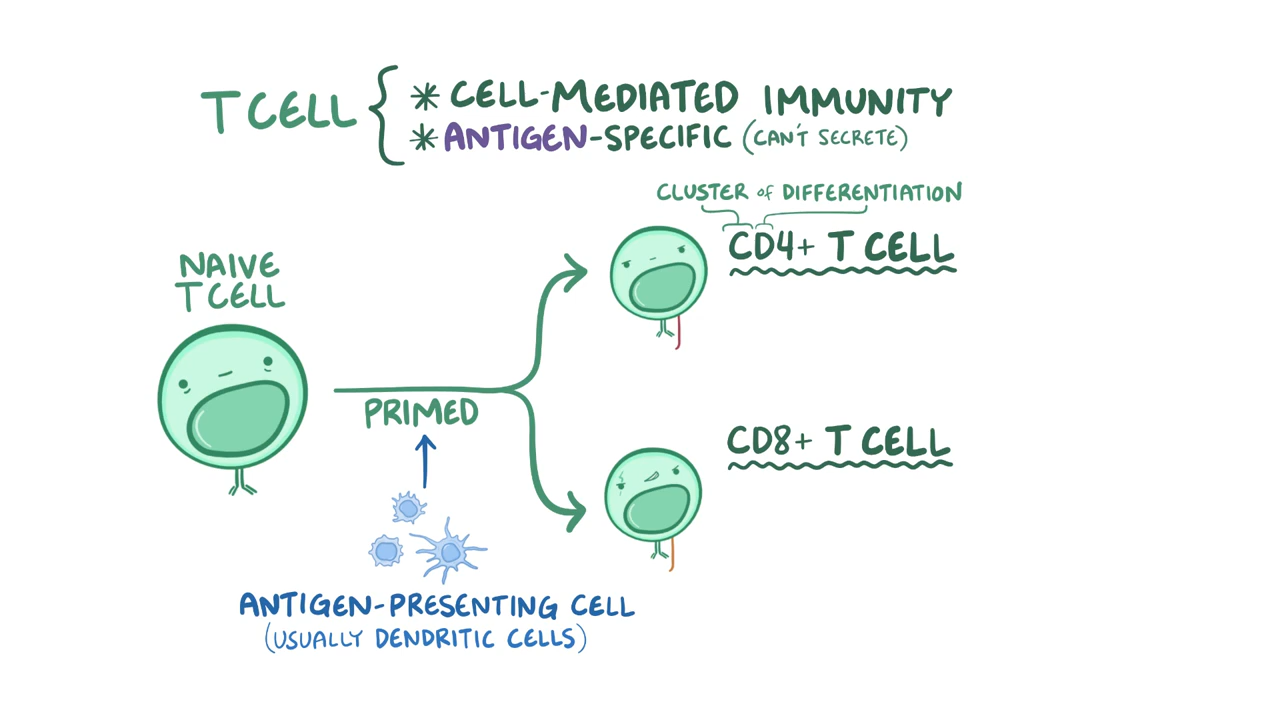 T CELL
* CELL-MEDIATED IMMUNITY
* ANTIGEN-SPECIFIC (CAN'T SECRETE)
CLUSTER of DIFFERENTIATION
CD4+ T CELL
NAIVE
T CELL
PRIMED
CD8+ T CELL
ANTIGEN-PRESENTING CELL
(USUALLY DENDRITIC CELLS)